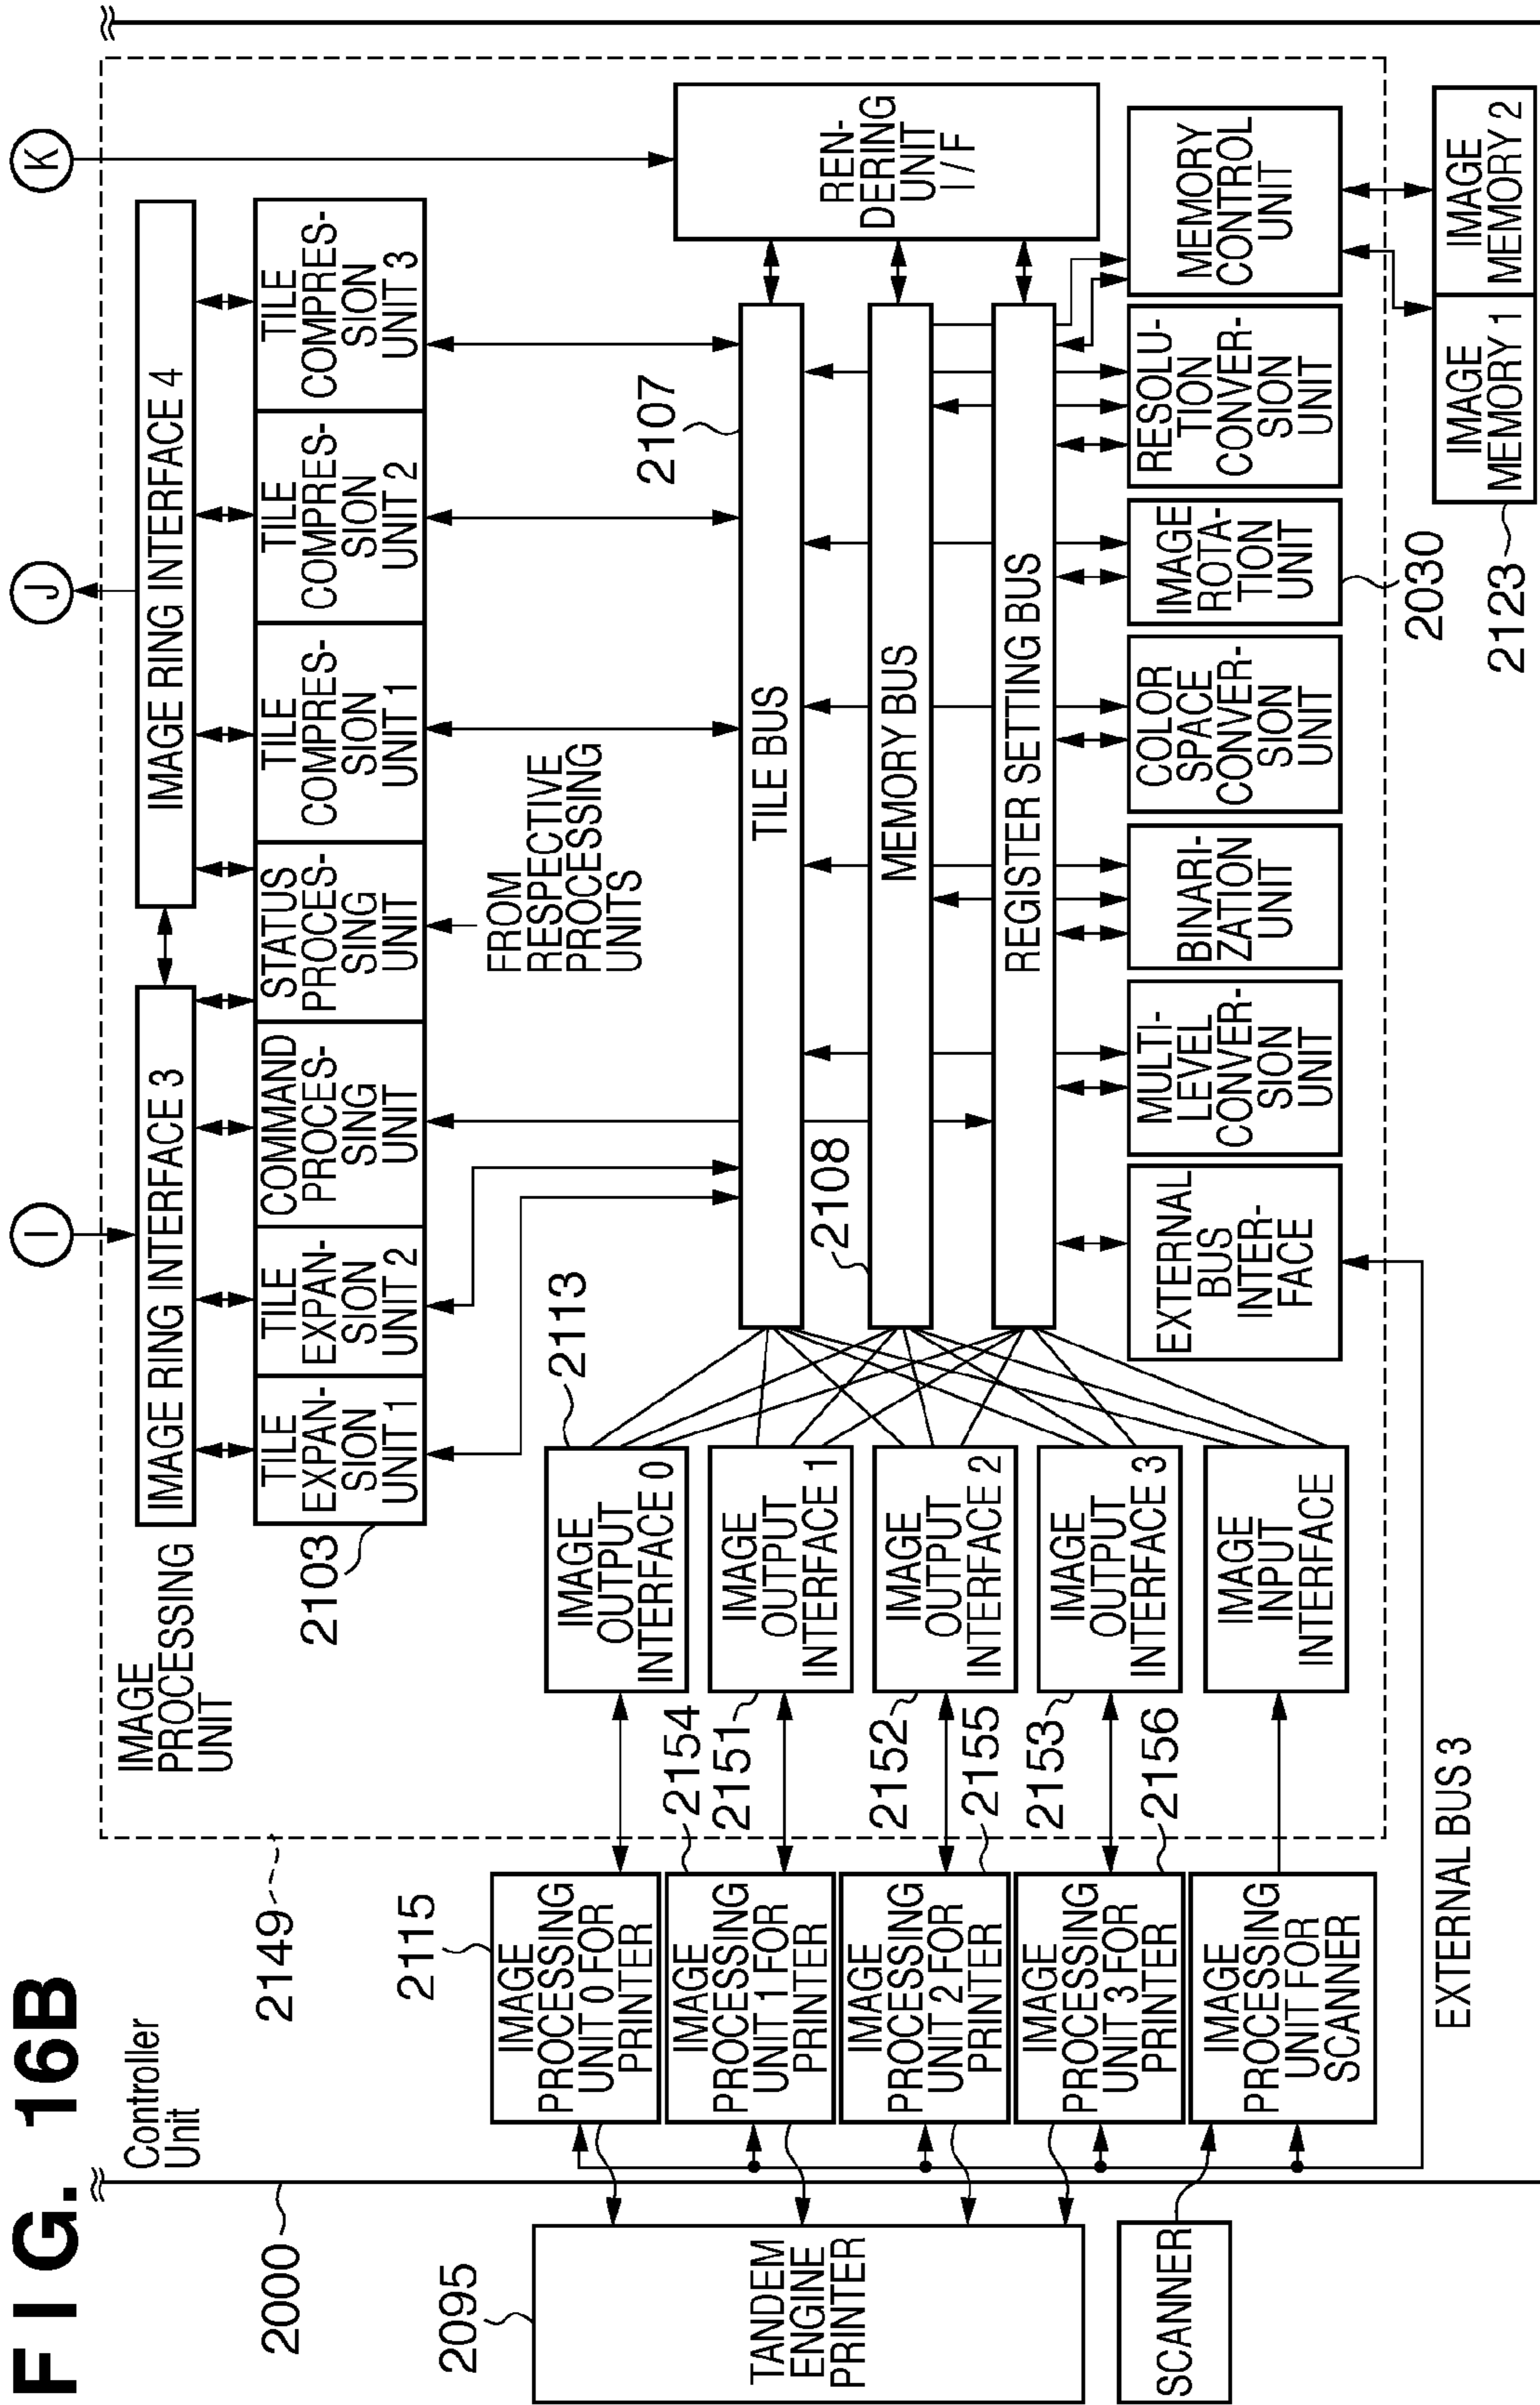 FIG. 16B
Controller
Unit
2000
2149
IMAGE
PROCESSING
UNIT
I
J
K
IMAGE RING INTERFACE 3
IMAGE RING INTERFACE 4
TILE
EXPAN-
SION
UNIT 1
TILE
EXPAN-
SION
UNIT 2
COMMAND
PROCES-
SING
UNIT
STATUS
PROCES-
SING
UNIT
TILE
COMPRES-
SION
UNIT 1
TILE
COMPRES-
SION
UNIT 2
TILE
COMPRES-
SION
UNIT 3
2103
FROM
RESPECTIVE
PROCESSING
UNITS
2107
REN-
DERING
UNIT
I/F
TILE BUS
MEMORY BUS
REGISTER SETTING BUS
2108
2113
IMAGE
OUTPUT
INTERFACE 0
IMAGE
OUTPUT
INTERFACE 1
IMAGE
OUTPUT
INTERFACE 2
IMAGE
OUTPUT
INTERFACE 3
IMAGE
INPUT
INTERFACE
2154
2151
2152
2155
2153
2156
2115
IMAGE
PROCESSING
UNIT 0 FOR
PRINTER
IMAGE
PROCESSING
UNIT 1 FOR
PRINTER
IMAGE
PROCESSING
UNIT 2 FOR
PRINTER
IMAGE
PROCESSING
UNIT 3 FOR
PRINTER
IMAGE
PROCESSING
UNIT FOR
SCANNER
2095
TANDEM
ENGINE
PRINTER
SCANNER
EXTERNAL
BUS
INTER-
FACE
MULTI-
LEVEL
CONVER-
SION
UNIT
BINARI-
ZATION
UNIT
COLOR
SPACE
CONVER-
SION
UNIT
IMAGE
ROTA-
TION
UNIT
RESOLU-
TION
CONVER-
SION
UNIT
MEMORY
CONTROL
UNIT
2030
EXTERNAL BUS 3
2123
IMAGE
MEMORY 1
IMAGE
MEMORY 2